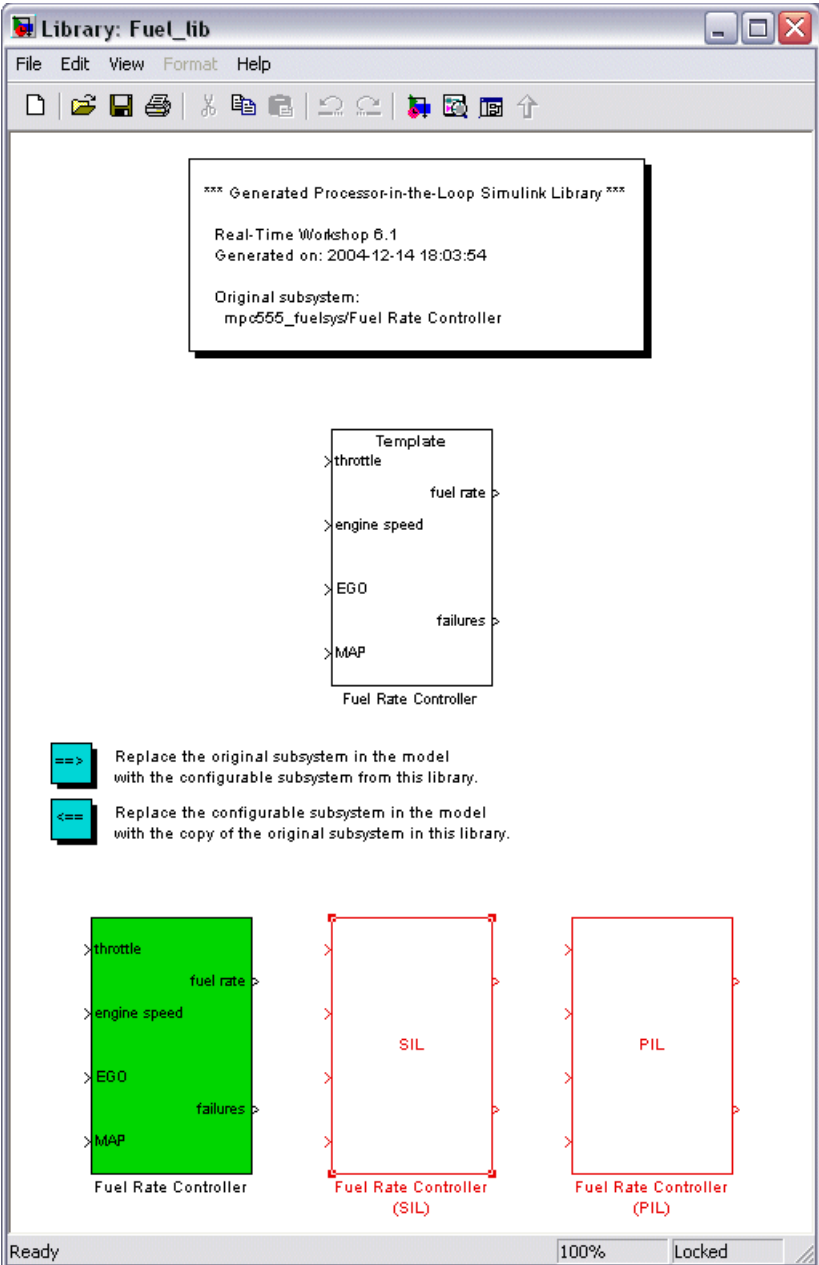 Library: Fuel_lib
File Edit View Format Help
*** Generated Processor-in-the-Loop Simulink Library ***
Real-Time Workshop 6.1
Generated on: 2004-12-14 18:03:54
Original subsystem:
mpc555_fuelsys/Fuel Rate Controller
Template
throttle
fuel rate
engine speed
EGO
failures
MAP
Fuel Rate Controller
==>
Replace the original subsystem in the model
with the configurable subsystem from this library.
<==
Replace the configurable subsystem in the model
with the copy of the original subsystem in this library.
throttle
fuel rate
engine speed
EGO
failures
MAP
Fuel Rate Controller
SIL
Fuel Rate Controller
(SIL)
PIL
Fuel Rate Controller
(PIL)
Ready 100% Locked